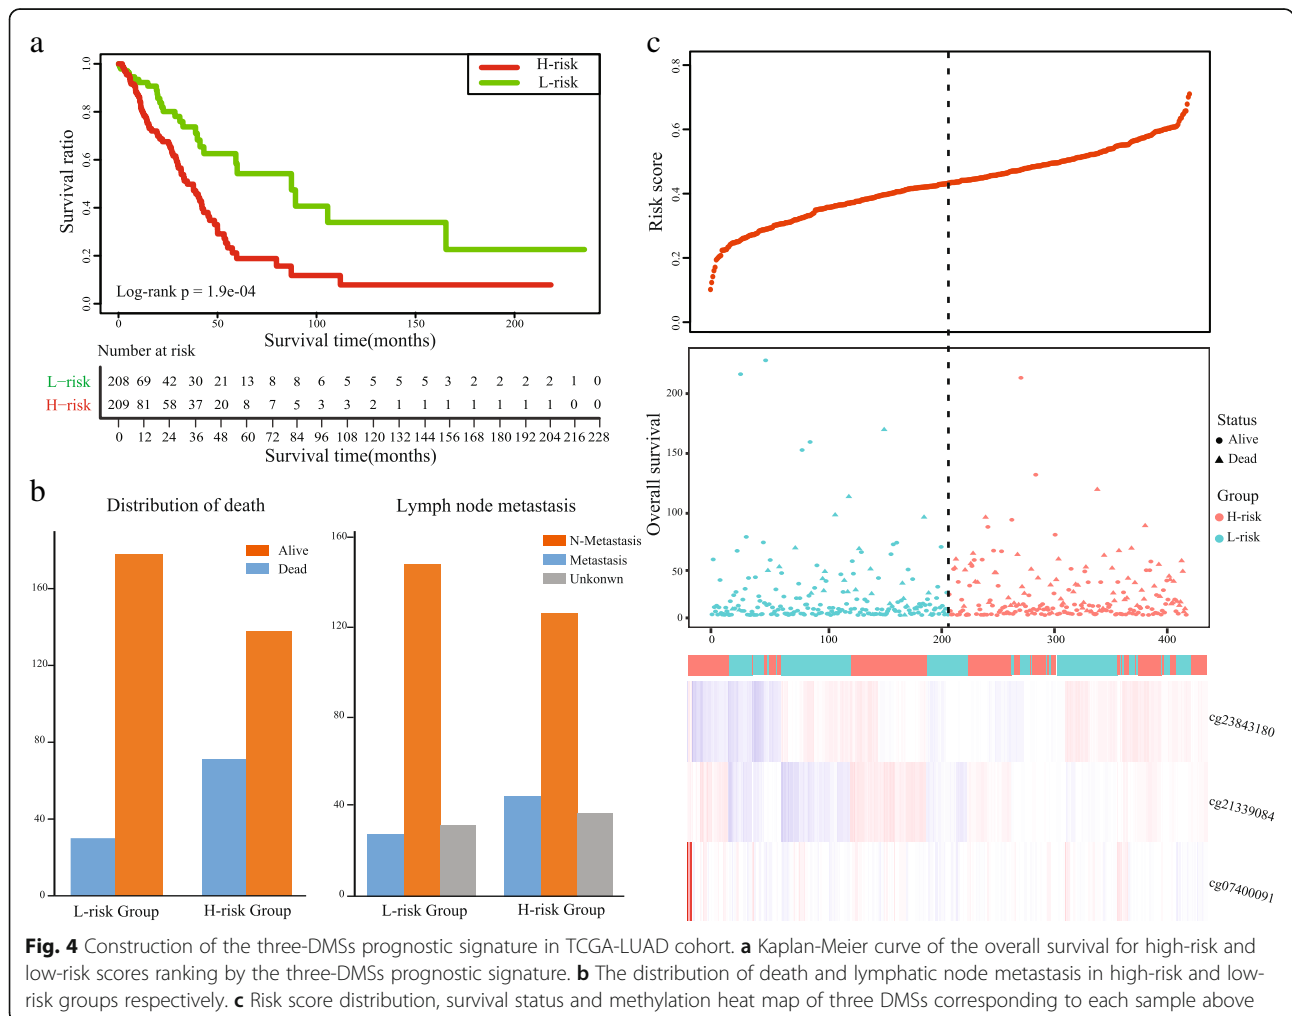 a
H-risk
L-risk
1.0
0.8
0.6
0.4
0.2
0.0
Survival ratio
Log-rank p = 1.9e-04
0 50 100 150 200
Survival time(months)
Number at risk
L−risk 208 69 42 30 21 13 8 8 6 5 5 5 5 3 2 2 2 2 1 0
H−risk 209 81 58 37 20 8 7 5 3 3 2 1 1 1 1 1 1 1 0 0
0 12 24 36 48 60 72 84 96 108 120 132 144 156 168 180 192 204 216 228
Survival time(months)
b
Distribution of death
Alive
Dead
160
120
80
40
0
L-risk Group H-risk Group
Lymph node metastasis
N-Metastasis
Metastasis
Unkonwn
160
120
80
40
0
L-risk Group H-risk Group
c
0.8
0.6
0.4
0.2
0.0
Risk score
200
150
100
50
0
Overall survival
0 100 200 300 400
Status
Alive
Dead
Group
H-risk
L-risk
cg23843180
cg21339084
cg07400091
Fig. 4 Construction of the three-DMSs prognostic signature in TCGA-LUAD cohort. a Kaplan-Meier curve of the overall survival for high-risk and
low-risk scores ranking by the three-DMSs prognostic signature. b The distribution of death and lymphatic node metastasis in high-risk and low-
risk groups respectively. c Risk score distribution, survival status and methylation heat map of three DMSs corresponding to each sample above